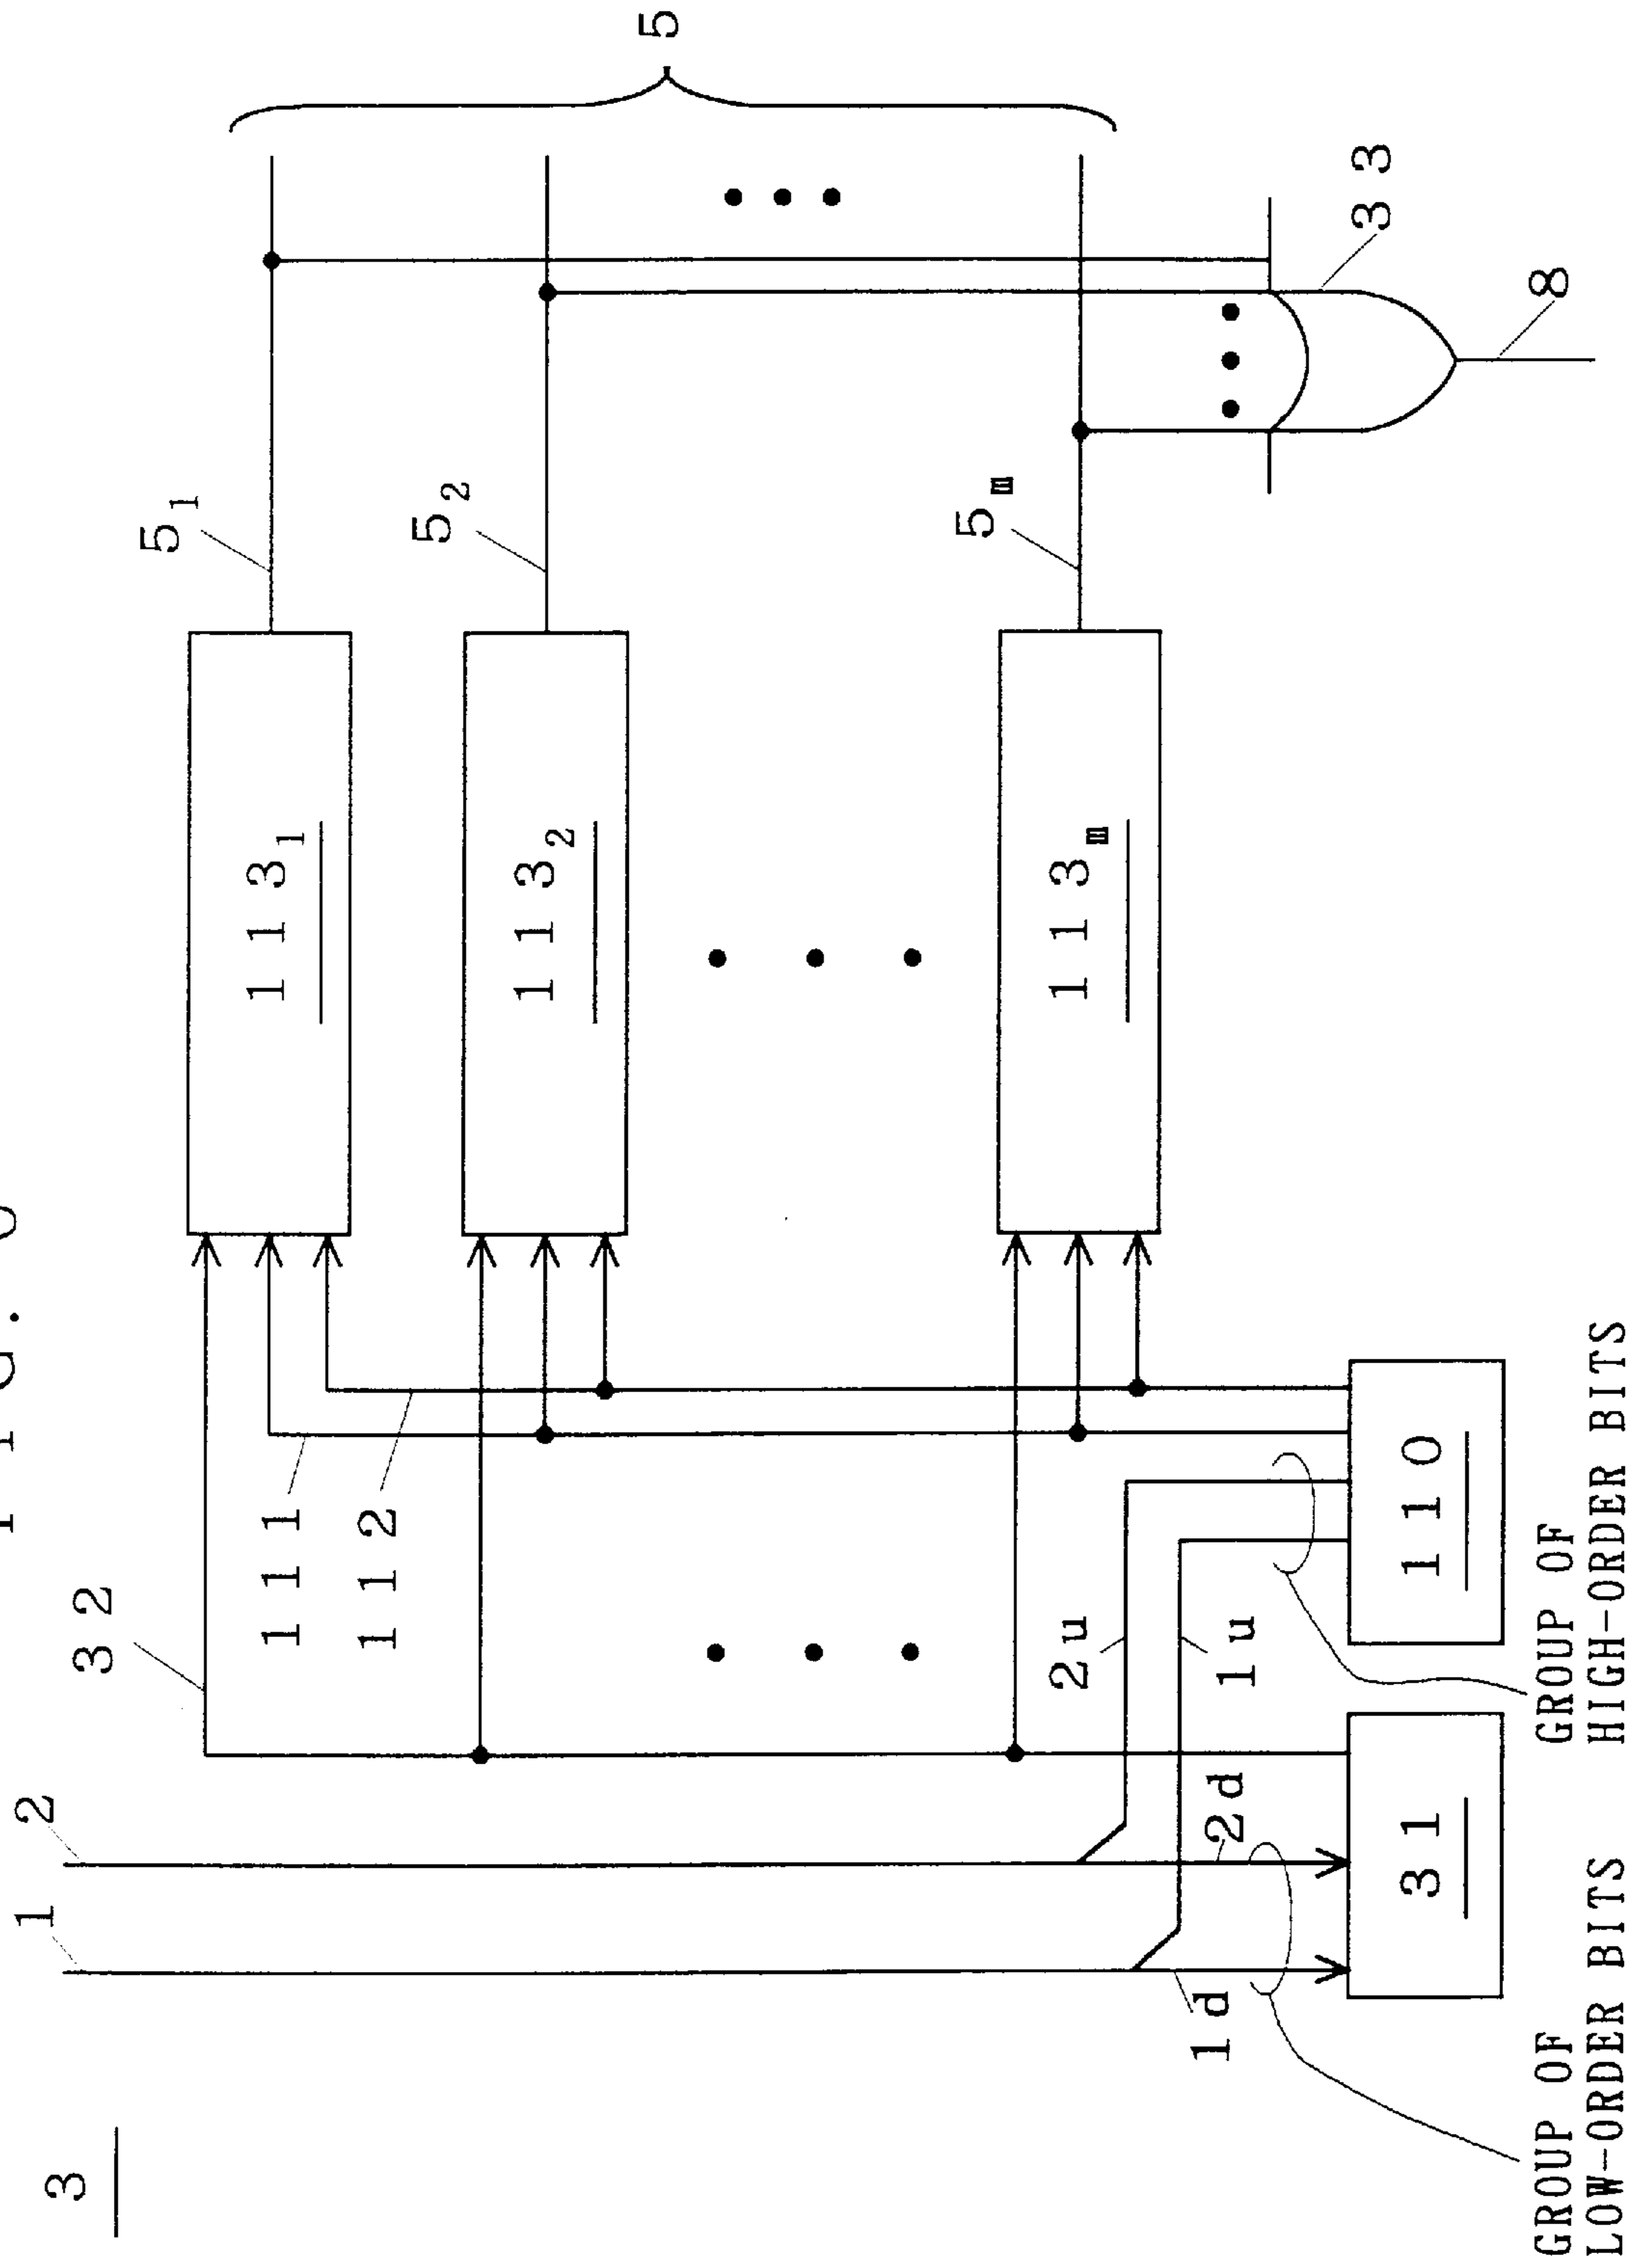 FIG.
3
1
2
32
111
112
113₁
113₂
113ₘ
5₁
5₂
5ₘ
5
2u
1u
2d
1d
31
110
33
8
GROUP OF
LOW-ORDER BITS
GROUP OF
HIGH-ORDER BITS